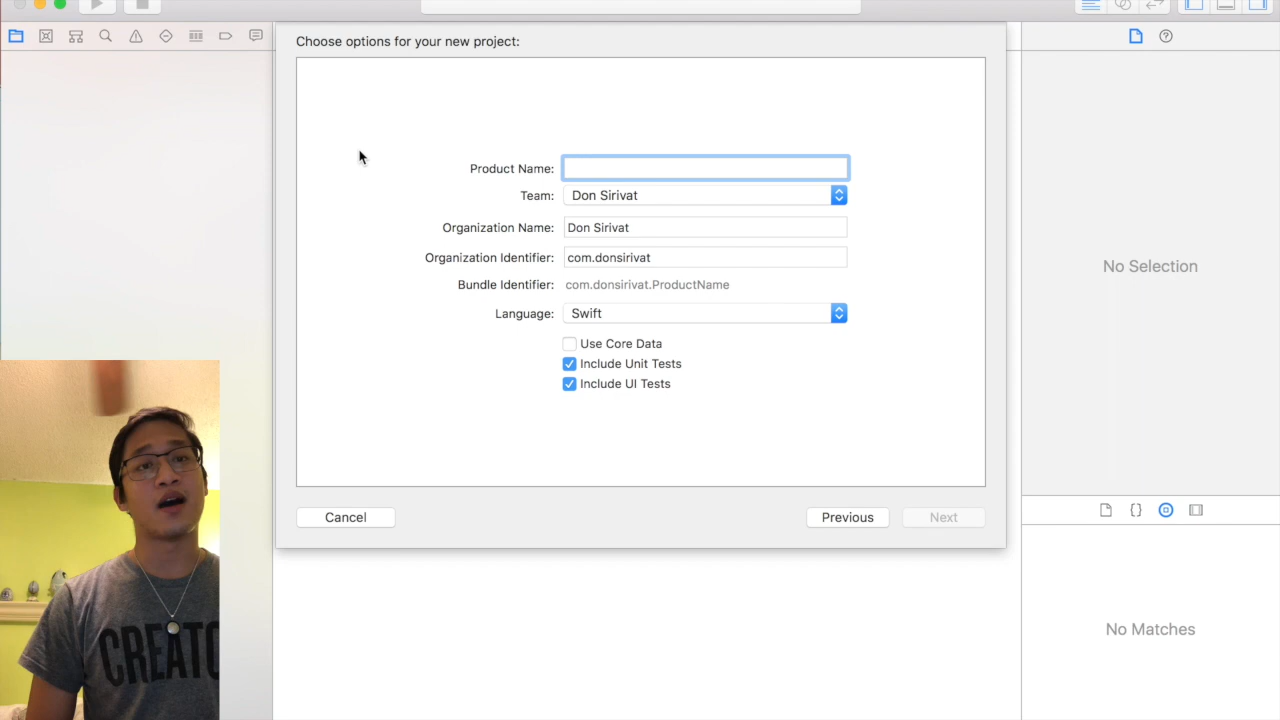 Choose options for your new project:
Product Name:
Team: Don Sirivat
Organization Name: Don Sirivat
Organization Identifier: com.donsirivat
Bundle Identifier: com.donsirivat.ProductName
Language: Swift
Use Core Data
Include Unit Tests
Include UI Tests
Cancel
Previous
Next
No Selection
No Matches
CREATO